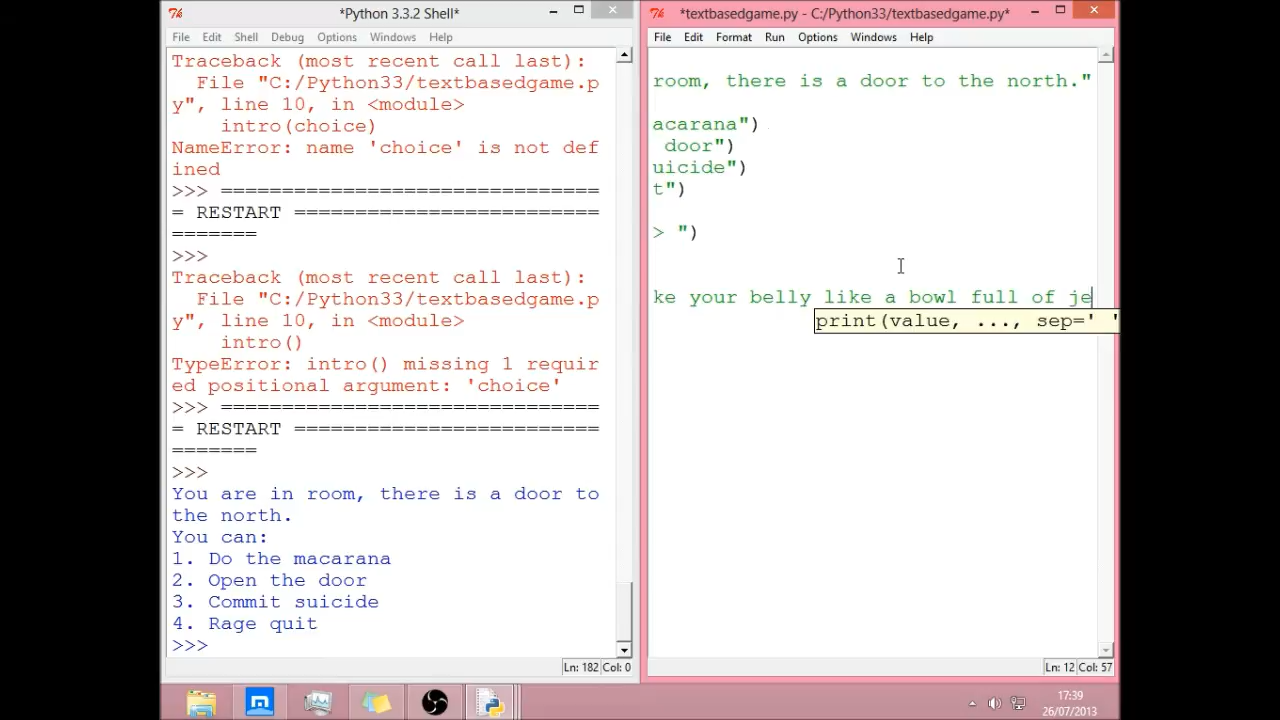 *Python 3.3.2 Shell*
File Edit Shell Debug Options Windows Help
Traceback (most recent call last):
File "C:/Python33/textbasedgame.p
y", line 10, in <module>
intro(choice)
NameError: name 'choice' is not def
ined
>>> ===============================
= RESTART =========================
=======
>>>
Traceback (most recent call last):
File "C:/Python33/textbasedgame.p
y", line 10, in <module>
intro()
TypeError: intro() missing 1 requir
ed positional argument: 'choice'
>>> ===============================
= RESTART =========================
=======
>>>
You are in room, there is a door to
the north.
You can:
1. Do the macarana
2. Open the door
3. Commit suicide
4. Rage quit
>>>
Ln: 182 Col: 0
*textbasedgame.py - C:/Python33/textbasedgame.py*
File Edit Format Run Options Windows Help
room, there is a door to the north."
acarana")
door")
uicide")
t")
> ")
ke your belly like a bowl full of je
print(value, ..., sep=' '
Ln: 12 Col: 57
17:39
26/07/2013